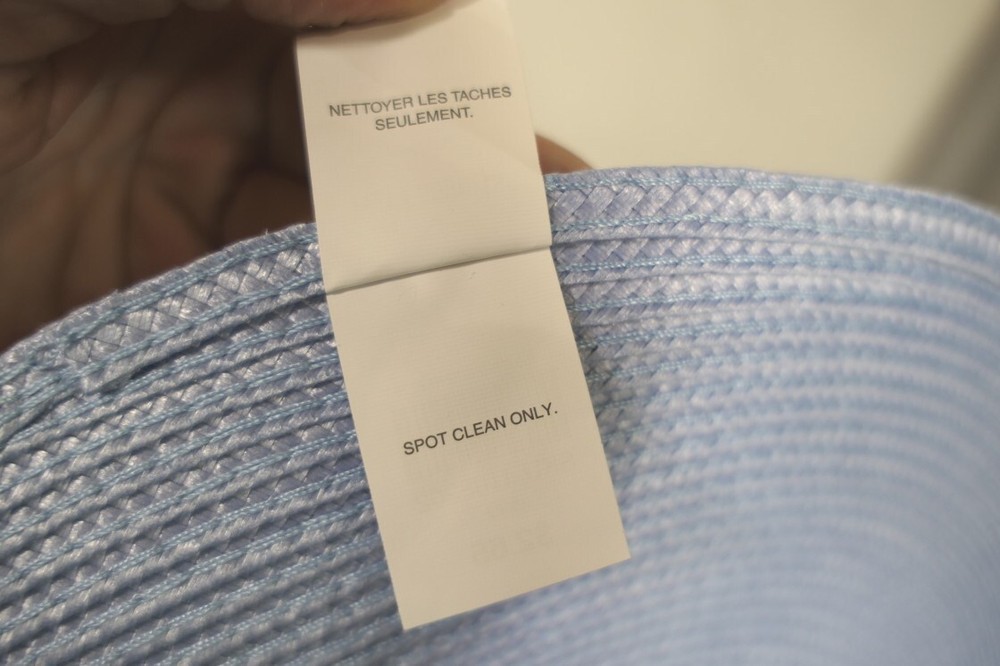 NETTOYER LES TACHES
SEULEMENT.
SPOT CLEAN ONLY.